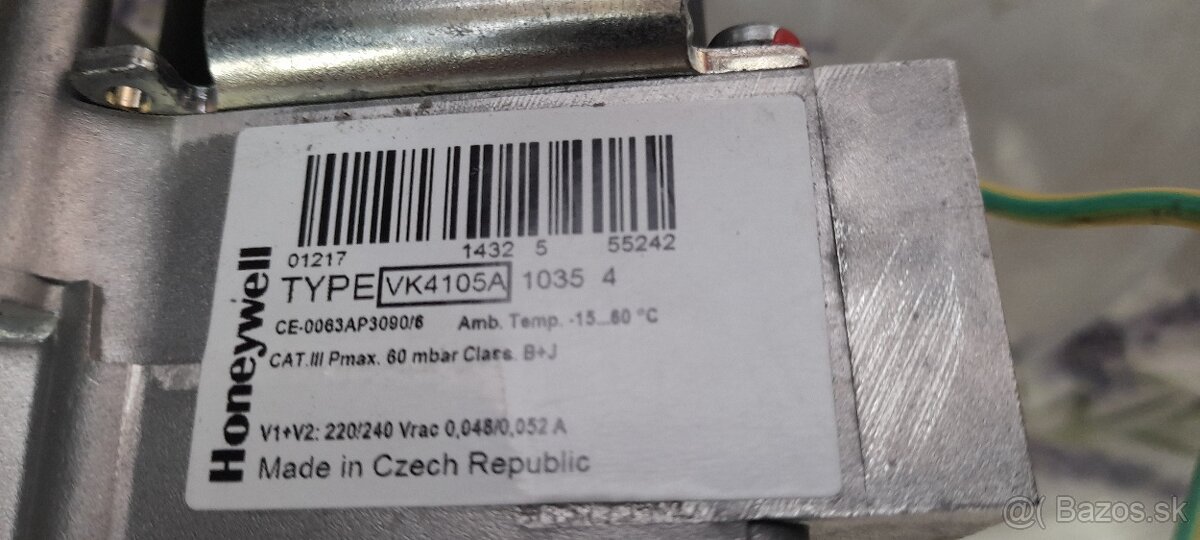 01217 1432 5 55242
TYPE VK4105A 1035 4
CE-0063AP3090/6 Amb. Temp. -15...60 °C
CAT.III Pmax. 60 mbar Class. B+J
V1+V2: 220/240 Vrac 0,048/0,052 A
Made in Czech Republic
Honeywell
@( Bazos.sk